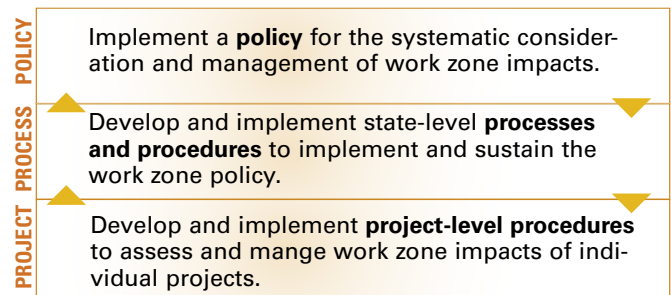 POLICY
Implement a policy for the systematic consider-
ation and management of work zone impacts.
PROCESS
Develop and implement state-level processes
and procedures to implement and sustain the
work zone policy.
PROJECT
Develop and implement project-level procedures
to assess and mange work zone impacts of indi-
vidual projects.